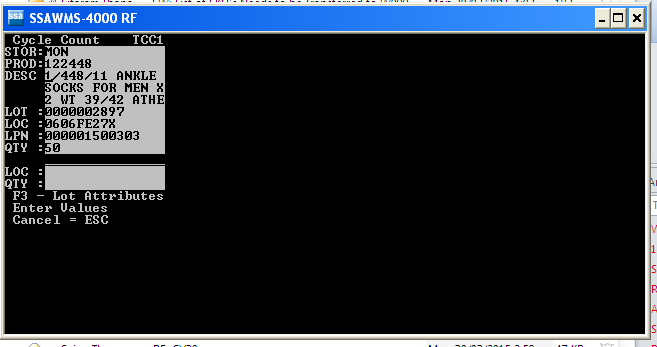 SSAWMS-4000 RF
Cycle Count TCC1
STOR:MON
PROD:122448
DESC 1/448/11 ANKLE
SOCKS FOR MEN X
2 WT 39/42 ATHE
LOT :0000002897
LOC :0606FE27X
LPN :000001500303
QTY :50
LOC :
QTY :
F3 - Lot Attributes
Enter Values
Cancel = ESC